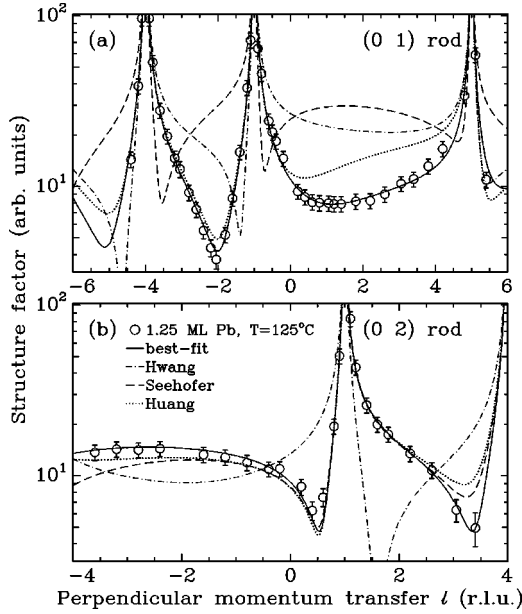 10²
(a)
(0 1) rod
10¹
−6 −4 −2 0 2 4 6
Structure factor (arb. units)
10²
(b)
(0 2) rod
1.25 ML Pb, T=125°C
best-fit
Hwang
Seehofer
Huang
10¹
−4 −2 0 2 4
Perpendicular momentum transfer l (r.l.u.)